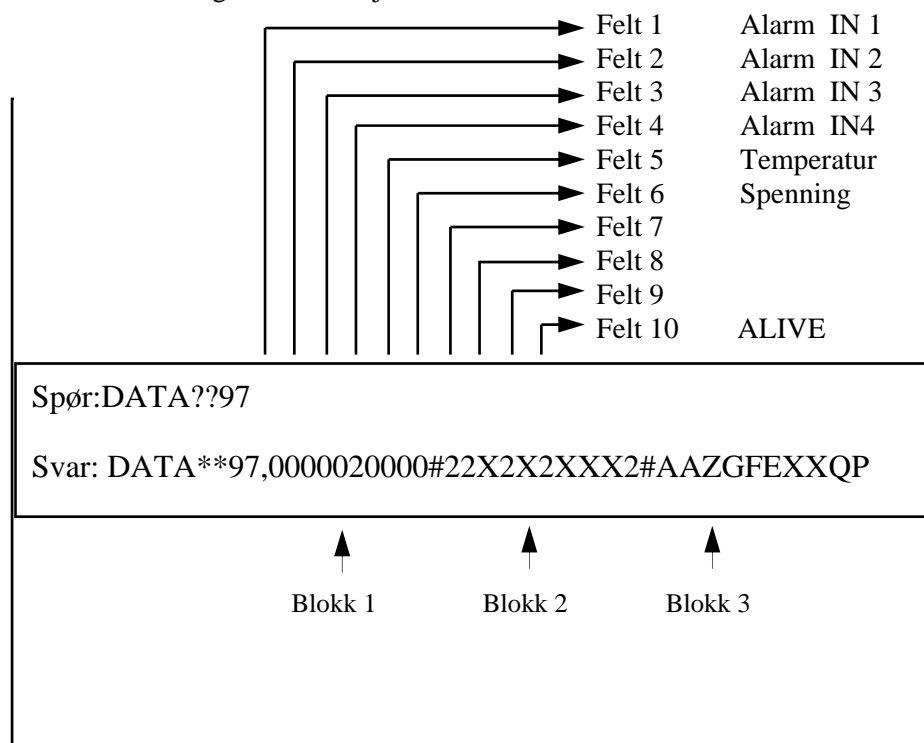 Felt 1 Alarm IN 1
Felt 2 Alarm IN 2
Felt 3 Alarm IN 3
Felt 4 Alarm IN4
Felt 5 Temperatur
Felt 6 Spenning
Felt 7
Felt 8
Felt 9
Felt 10 ALIVE
Spør:DATA??97
Svar: DATA**97,0000020000#22X2X2XXX2#AAZGFEXXQP
Blokk 1 Blokk 2 Blokk 3